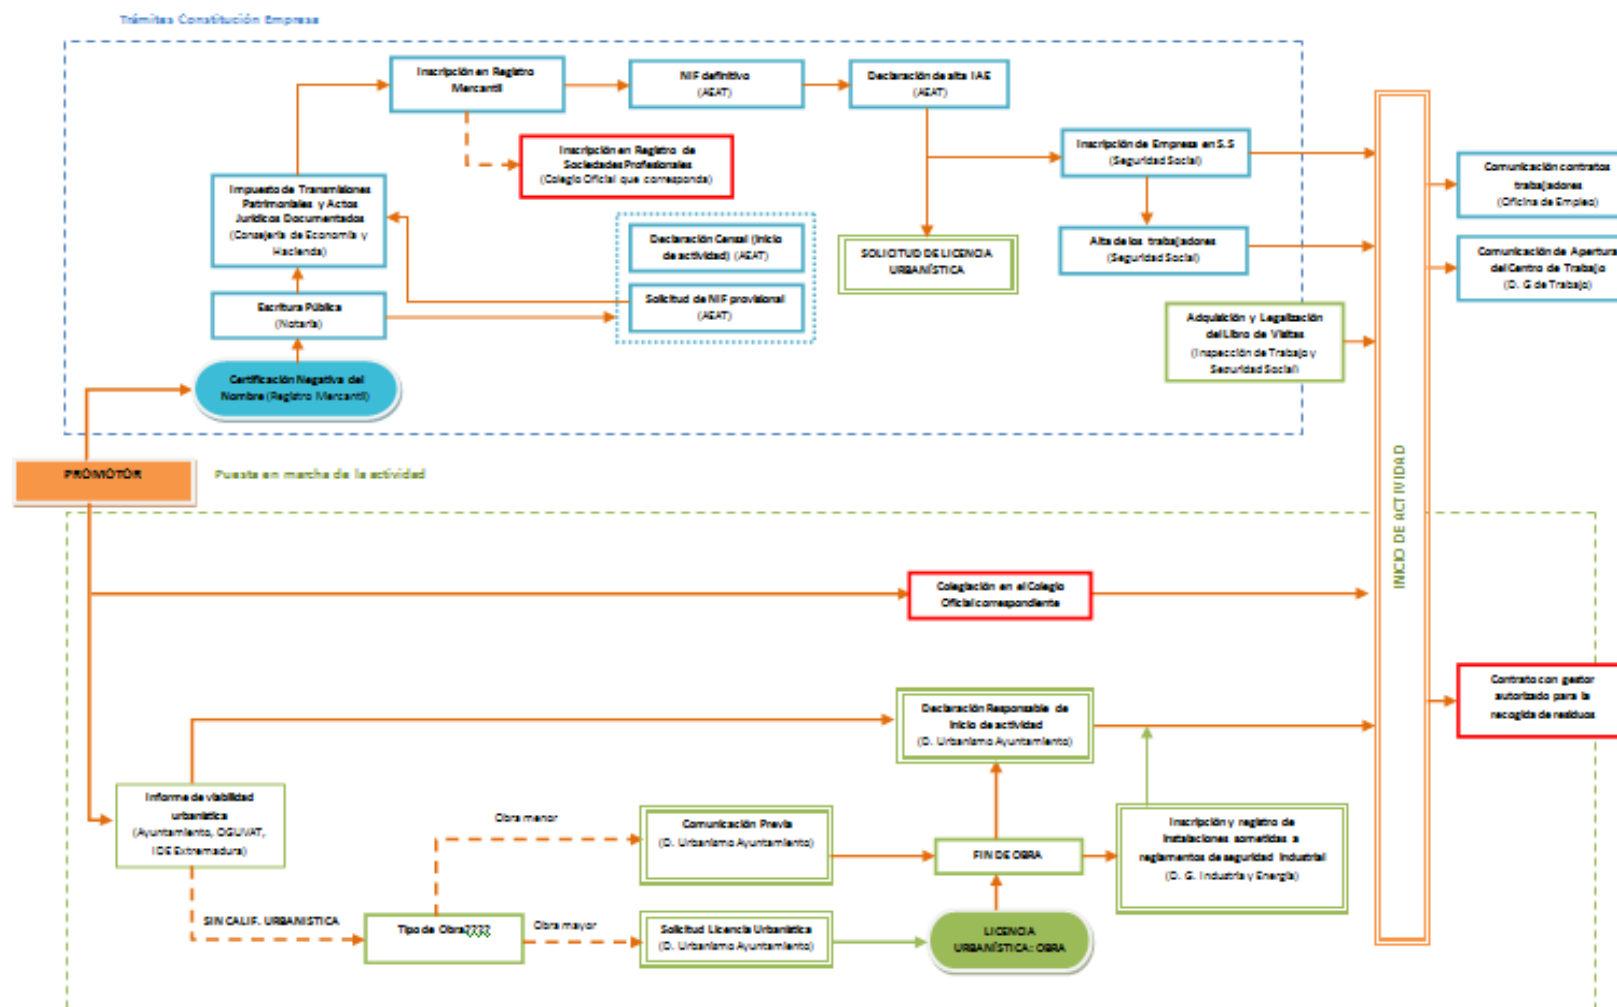 Trámites Constitución Empresa
Inscripción en Registro
Mercantil
NIF definitivo
(AEAT)
Declaración de alta IAE
(AEAT)
Inscripción en Registro de
Sociedades Profesionales
(Colegio Oficial que corresponda)
Inscripción de Empresa en S.S
(Seguridad Social)
Comunicación contratos
trabajadores
(Oficina de Empleo)
Impuesto de Transmisiones
Patrimoniales y Actos
Jurídicos Documentados
(Consejería de Economía y
Hacienda)
Declaración Censal (Inicio
de actividad) (AEAT)
SOLICITUD DE LICENCIA
URBANÍSTICA
Alta de los trabajadores
(Seguridad Social)
Comunicación de Apertura
del Centro de Trabajo
(D. G de Trabajo)
Escritura Pública
(Notaría)
Solicitud de NIF provisional
(AEAT)
Adquisición y Legalización
del Libro de Visitas
(Inspección de Trabajo y
Seguridad Social)
Certificación Negativa del
Nombre (Registro Mercantil)
PROMOTOR
Puesta en marcha de la actividad
INICIO DE ACTIVIDAD
Colegiación en el Colegio
Oficial correspondiente
Contrato con gestor
autorizado para la
recogida de residuos
Declaración Responsable de
Inicio de actividad
(D. Urbanismo Ayuntamiento)
Informe de viabilidad
urbanística
(Ayuntamiento, OGUVAT,
IDE Extremadura)
Obra menor
Comunicación Previa
(D. Urbanismo Ayuntamiento)
FIN DE OBRA
Inscripción y registro de
Instalaciones sometidas a
reglamentos de seguridad Industrial
(D. G. Industria y Energía)
SIN CALIF. URBANISTICA
Tipo de Obra????
Obra mayor
Solicitud Licencia Urbanística
(D. Urbanismo Ayuntamiento)
LICENCIA
URBANÍSTICA: OBRA